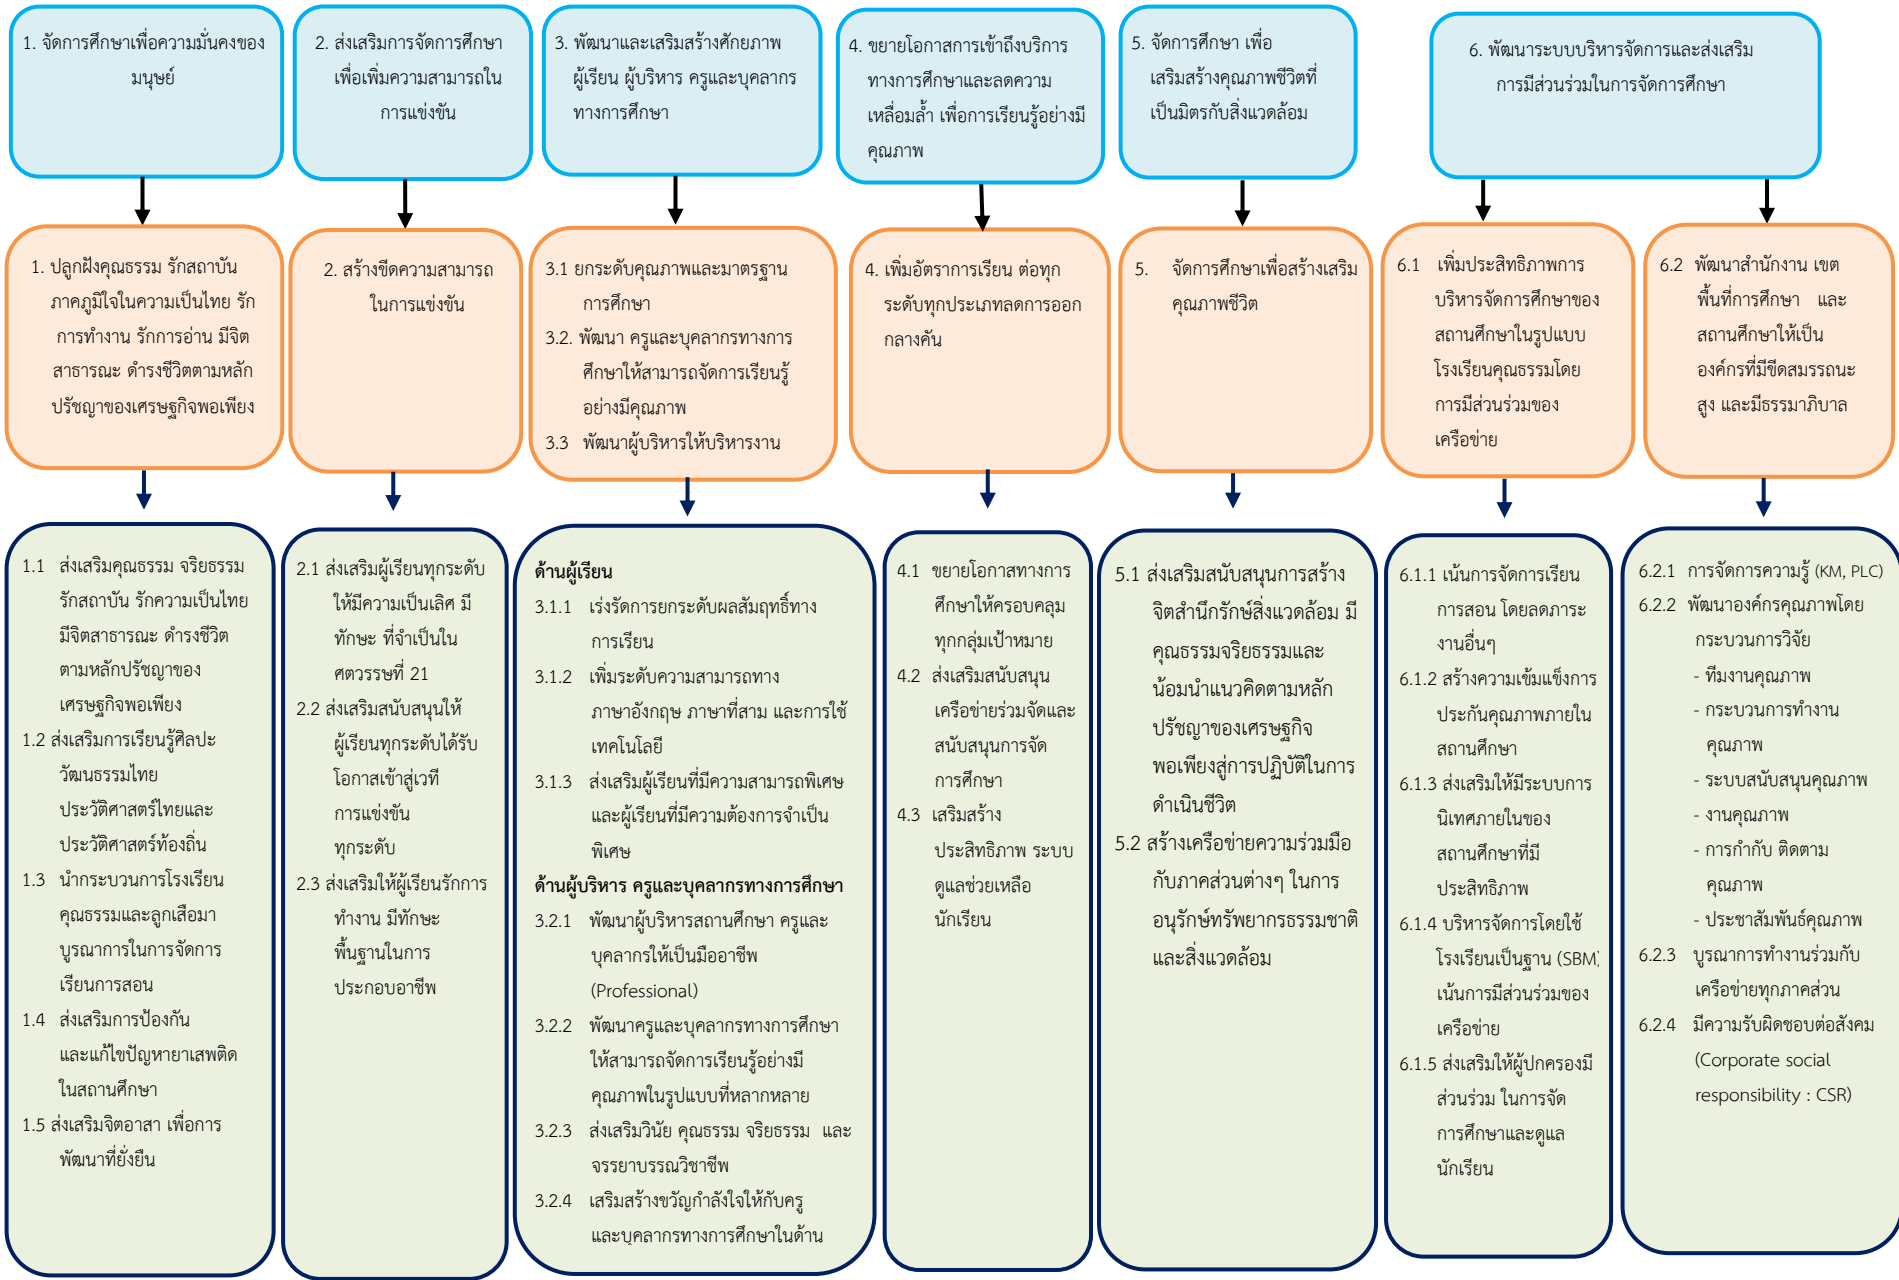 1. จัดการศึกษาเพื่อความมั่นคงของ
มนุษย์
2. ส่งเสริมการจัดการศึกษา
เพื่อเพิ่มความสามารถใน
การแข่งขัน
3. พัฒนาและเสริมสร้างศักยภาพ
ผู้เรียน ผู้บริหาร ครูและบุคลากร
ทางการศึกษา
4. ขยายโอกาสการเข้าถึงบริการ
ทางการศึกษาและลดความ
เหลื่อมล้ำ เพื่อการเรียนรู้อย่างมี
คุณภาพ
5. จัดการศึกษา เพื่อ
เสริมสร้างคุณภาพชีวิตที่
เป็นมิตรกับสิ่งแวดล้อม
6. พัฒนาระบบบริหารจัดการและส่งเสริม
การมีส่วนร่วมในการจัดการศึกษา
1. ปลูกฝังคุณธรรม รักสถาบัน
ภาคภูมิใจในความเป็นไทย รัก
การทำงาน รักการอ่าน มีจิต
สาธารณะ ดำรงชีวิตตามหลัก
ปรัชญาของเศรษฐกิจพอเพียง
2. สร้างขีดความสามารถ
ในการแข่งขัน
3.1 ยกระดับคุณภาพและมาตรฐาน
การศึกษา
3.2. พัฒนา ครูและบุคลากรทางการ
ศึกษาให้สามารถจัดการเรียนรู้
อย่างมีคุณภาพ
3.3 พัฒนาผู้บริหารให้บริหารงาน
4. เพิ่มอัตราการเรียน ต่อทุก
ระดับทุกประเภทลดการออก
กลางคัน
5. จัดการศึกษาเพื่อสร้างเสริม
คุณภาพชีวิต
6.1 เพิ่มประสิทธิภาพการ
บริหารจัดการศึกษาของ
สถานศึกษาในรูปแบบ
โรงเรียนคุณธรรมโดย
การมีส่วนร่วมของ
เครือข่าย
6.2 พัฒนาสำนักงาน เขต
พื้นที่การศึกษา และ
สถานศึกษาให้เป็น
องค์กรที่มีขีดสมรรถนะ
สูง และมีธรรมาภิบาล
1.1 ส่งเสริมคุณธรรม จริยธรรม
รักสถาบัน รักความเป็นไทย
มีจิตสาธารณะ ดำรงชีวิต
ตามหลักปรัชญาของ
เศรษฐกิจพอเพียง
1.2 ส่งเสริมการเรียนรู้ศิลปะ
วัฒนธรรมไทย
ประวัติศาสตร์ไทยและ
ประวัติศาสตร์ท้องถิ่น
1.3 นำกระบวนการโรงเรียน
คุณธรรมและลูกเสือมา
บูรณาการในการจัดการ
เรียนการสอน
1.4 ส่งเสริมการป้องกัน
และแก้ไขปัญหายาเสพติด
ในสถานศึกษา
1.5 ส่งเสริมจิตอาสา เพื่อการ
พัฒนาที่ยั่งยืน
2.1 ส่งเสริมผู้เรียนทุกระดับ
ให้มีความเป็นเลิศ มี
ทักษะ ที่จำเป็นใน
ศตวรรษที่ 21
2.2 ส่งเสริมสนับสนุนให้
ผู้เรียนทุกระดับได้รับ
โอกาสเข้าสู่เวที
การแข่งขัน
ทุกระดับ
2.3 ส่งเสริมให้ผู้เรียนรักการ
ทำงาน มีทักษะ
พื้นฐานในการ
ประกอบอาชีพ
ด้านผู้เรียน
3.1.1 เร่งรัดการยกระดับผลสัมฤทธิ์ทาง
การเรียน
3.1.2 เพิ่มระดับความสามารถทาง
ภาษาอังกฤษ ภาษาที่สาม และการใช้
เทคโนโลยี
3.1.3 ส่งเสริมผู้เรียนที่มีความสามารถพิเศษ
และผู้เรียนที่มีความต้องการจำเป็น
พิเศษ
ด้านผู้บริหาร ครูและบุคลากรทางการศึกษา
3.2.1 พัฒนาผู้บริหารสถานศึกษา ครูและ
บุคลากรให้เป็นมืออาชีพ
(Professional)
3.2.2 พัฒนาครูและบุคลากรทางการศึกษา
ให้สามารถจัดการเรียนรู้อย่างมี
คุณภาพในรูปแบบที่หลากหลาย
3.2.3 ส่งเสริมวินัย คุณธรรม จริยธรรม และ
จรรยาบรรณวิชาชีพ
3.2.4 เสริมสร้างขวัญกำลังใจให้กับครู
และบุคลากรทางการศึกษาในด้าน
4.1 ขยายโอกาสทางการ
ศึกษาให้ครอบคลุม
ทุกกลุ่มเป้าหมาย
4.2 ส่งเสริมสนับสนุน
เครือข่ายร่วมจัดและ
สนับสนุนการจัด
การศึกษา
4.3 เสริมสร้าง
ประสิทธิภาพ ระบบ
ดูแลช่วยเหลือ
นักเรียน
5.1 ส่งเสริมสนับสนุนการสร้าง
จิตสำนึกรักษ์สิ่งแวดล้อม มี
คุณธรรมจริยธรรมและ
น้อมนำแนวคิดตามหลัก
ปรัชญาของเศรษฐกิจ
พอเพียงสู่การปฏิบัติในการ
ดำเนินชีวิต
5.2 สร้างเครือข่ายความร่วมมือ
กับภาคส่วนต่างๆ ในการ
อนุรักษ์ทรัพยากรธรรมชาติ
และสิ่งแวดล้อม
6.1.1 เน้นการจัดการเรียน
การสอน โดยลดภาระ
งานอื่นๆ
6.1.2 สร้างความเข้มแข็งการ
ประกันคุณภาพภายใน
สถานศึกษา
6.1.3 ส่งเสริมให้มีระบบการ
นิเทศภายในของ
สถานศึกษาที่มี
ประสิทธิภาพ
6.1.4 บริหารจัดการโดยใช้
โรงเรียนเป็นฐาน (SBM)
เน้นการมีส่วนร่วมของ
เครือข่าย
6.1.5 ส่งเสริมให้ผู้ปกครองมี
ส่วนร่วม ในการจัด
การศึกษาและดูแล
นักเรียน
6.2.1 การจัดการความรู้ (KM, PLC)
6.2.2 พัฒนาองค์กรคุณภาพโดย
กระบวนการวิจัย
- ทีมงานคุณภาพ
- กระบวนการทำงาน
คุณภาพ
- ระบบสนับสนุนคุณภาพ
- งานคุณภาพ
- การกำกับ ติดตาม
คุณภาพ
- ประชาสัมพันธ์คุณภาพ
6.2.3 บูรณาการทำงานร่วมกับ
เครือข่ายทุกภาคส่วน
6.2.4 มีความรับผิดชอบต่อสังคม
(Corporate social
responsibility : CSR)